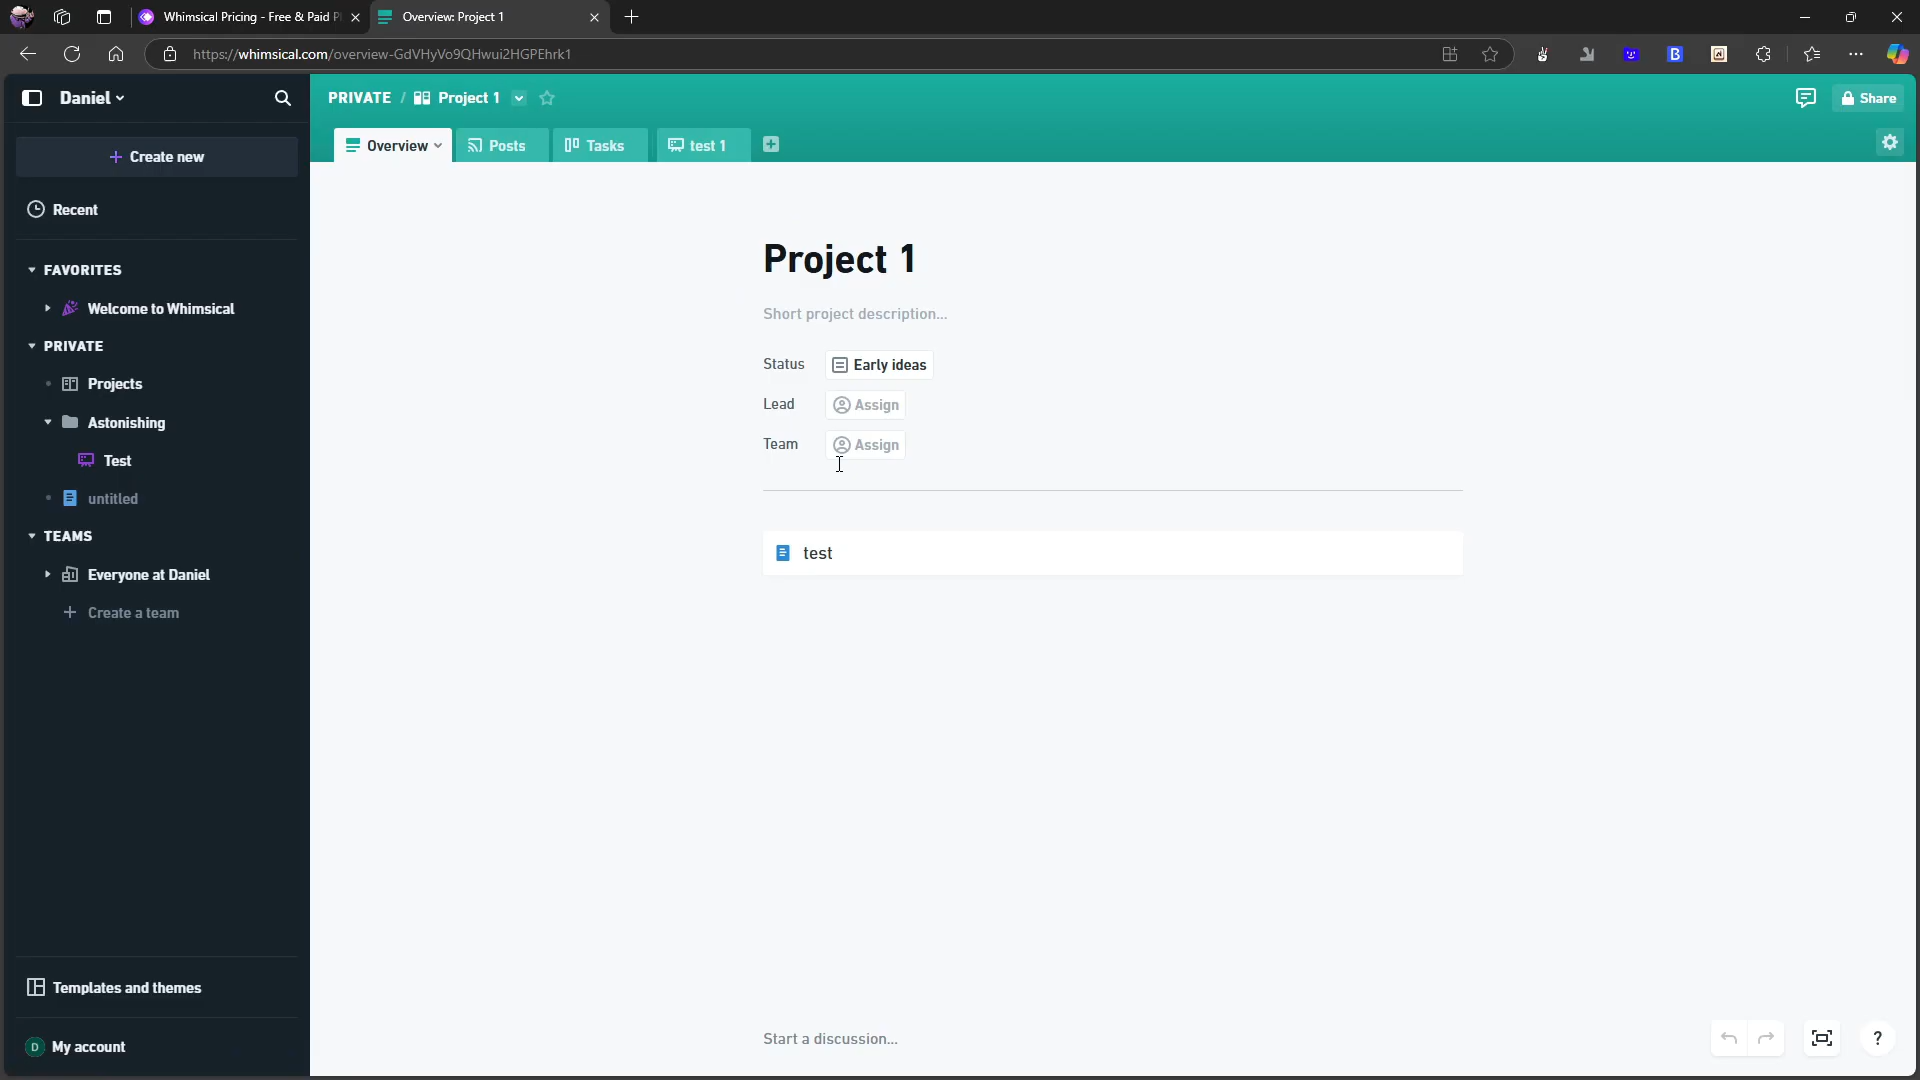 Whimsical Pricing - Free & Paid P
Overview: Project 1
https://whimsical.com/overview-GdVHyVo9QHwui2HGPEhrk1
Daniel
PRIVATE / Project 1
Share
Overview
Posts
Tasks
test 1
Create new
Recent
FAVORITES
Welcome to Whimsical
PRIVATE
Projects
Astonishing
Test
untitled
TEAMS
Everyone at Daniel
Create a team
Templates and themes
D
My account
Project 1
Short project description...
Status
Early ideas
Lead
Assign
Team
Assign
test
Start a discussion...
?